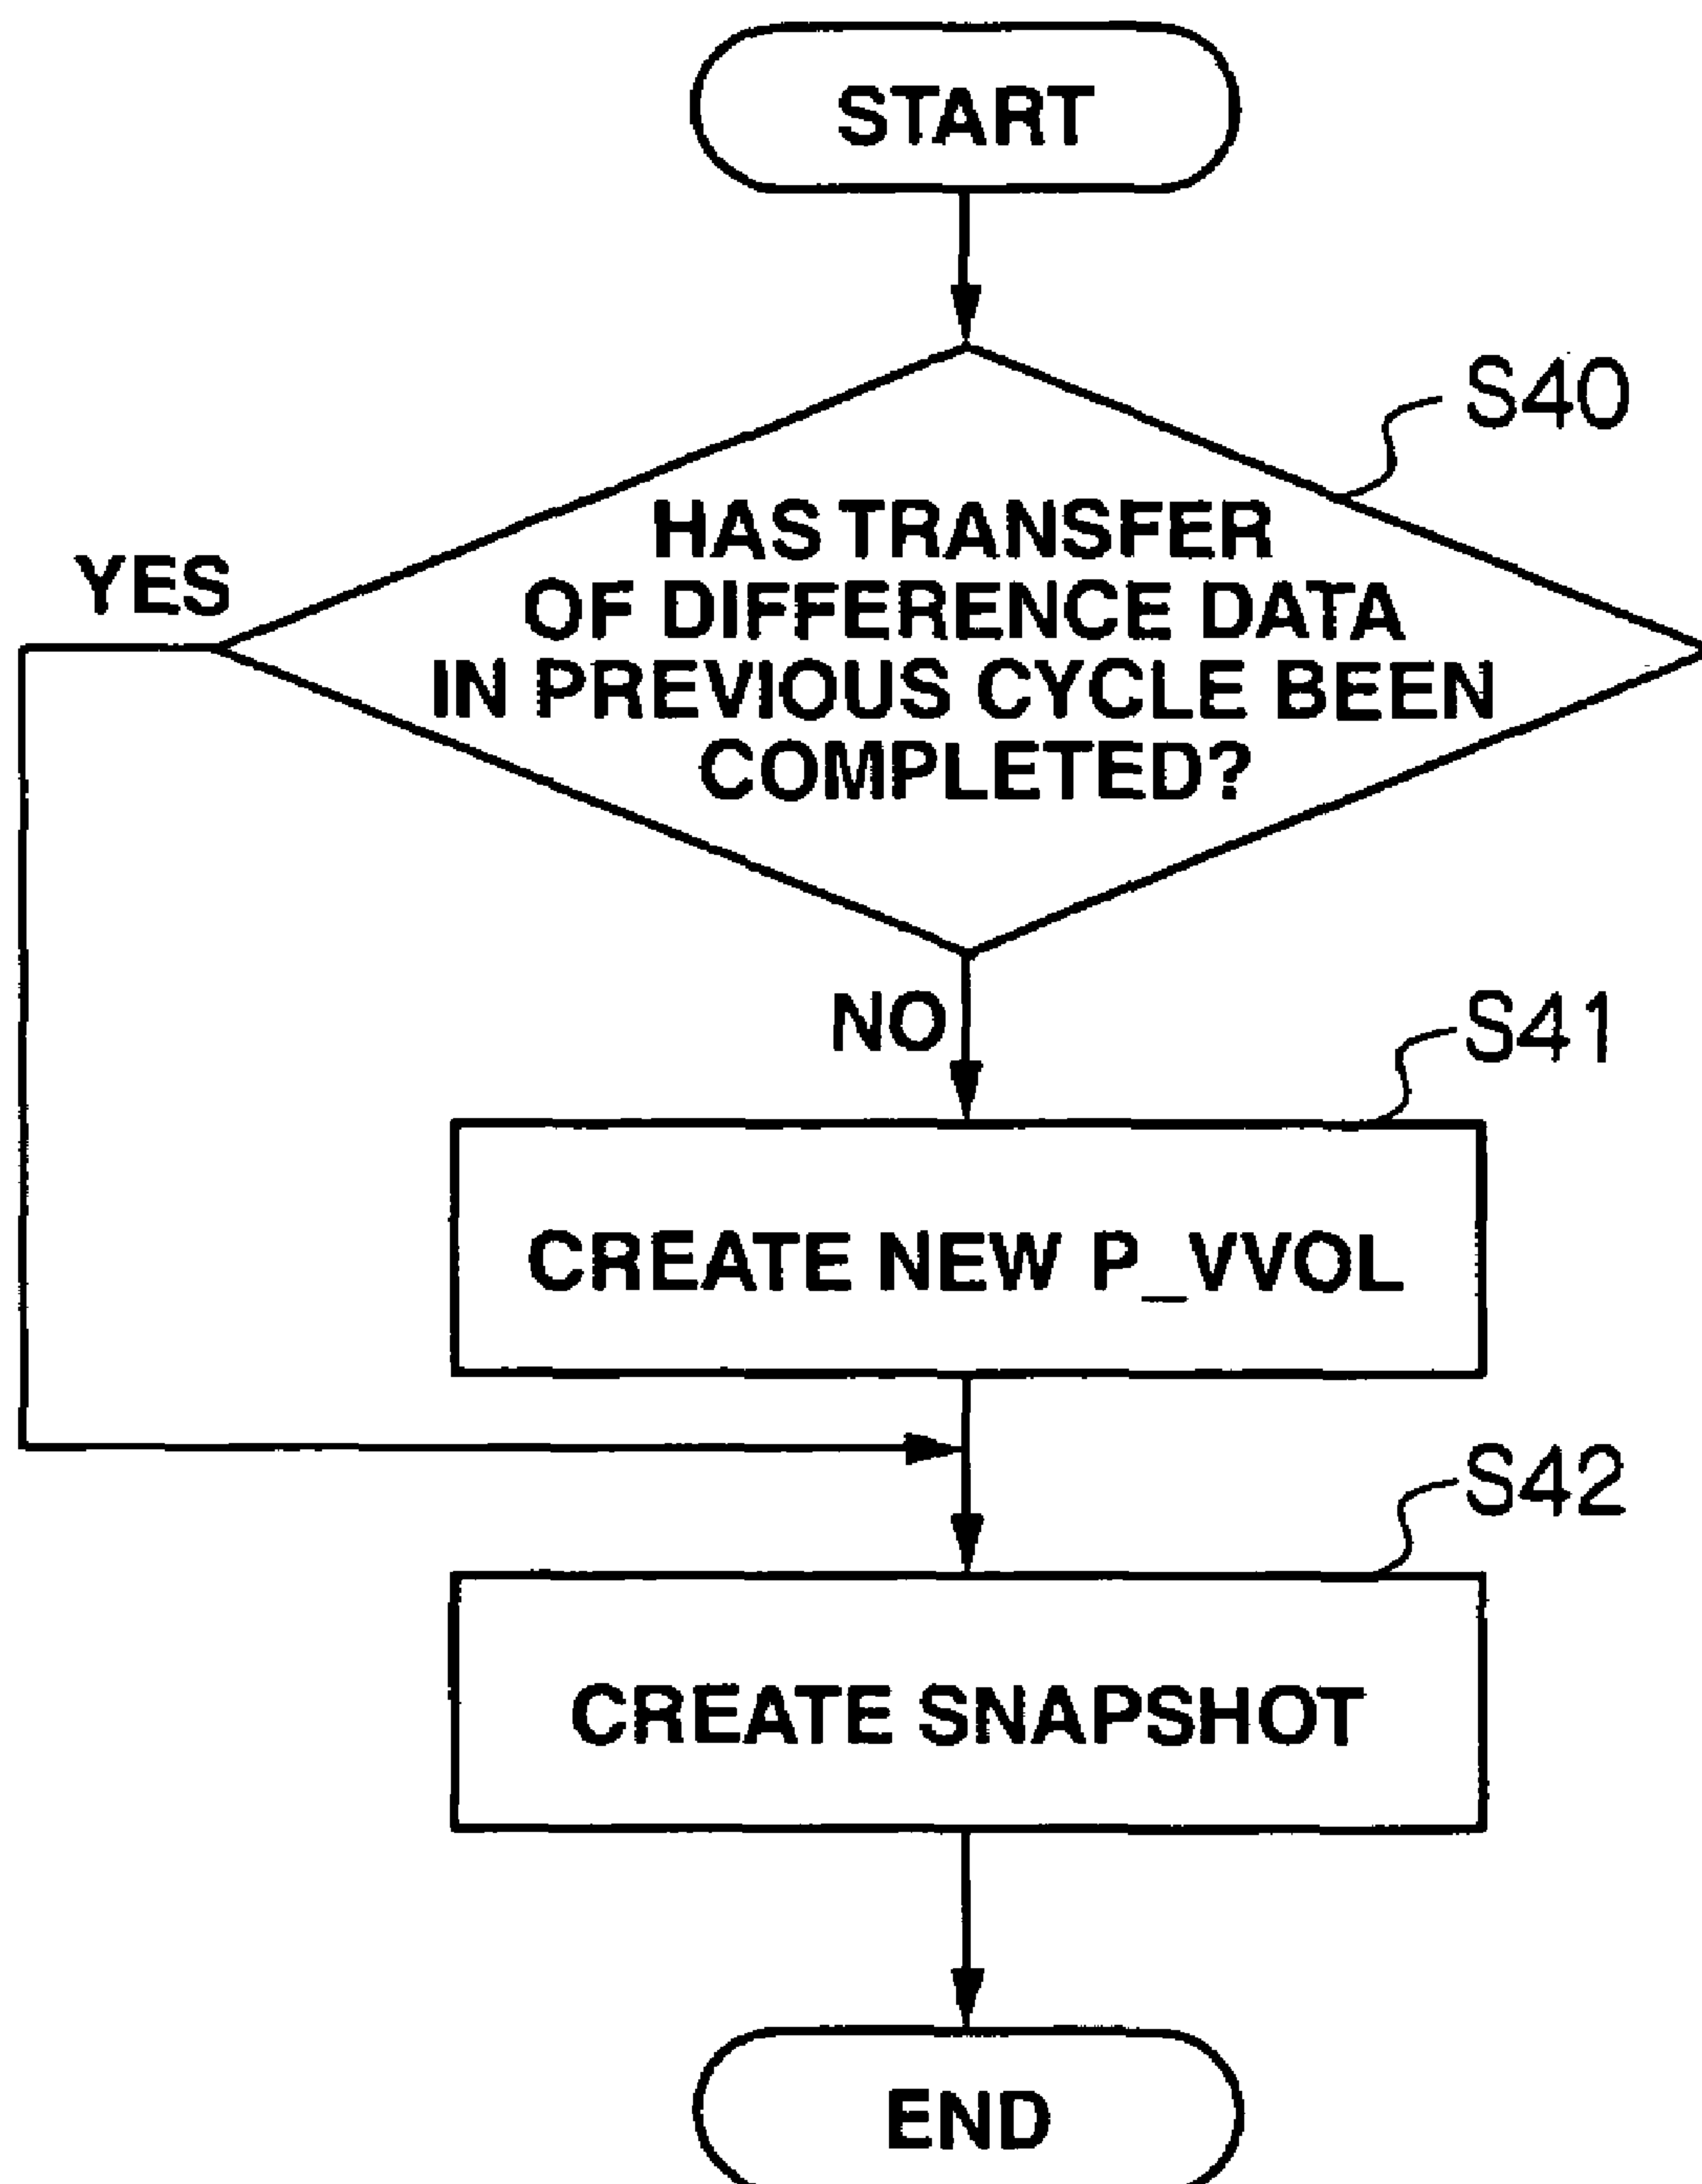 START
S40
HAS TRANSFER
OF DIFFERENCE DATA
IN PREVIOUS CYCLE BEEN
COMPLETED?
YES
NO
S41
CREATE NEW P_VVOL
S42
CREATE SNAPSHOT
END